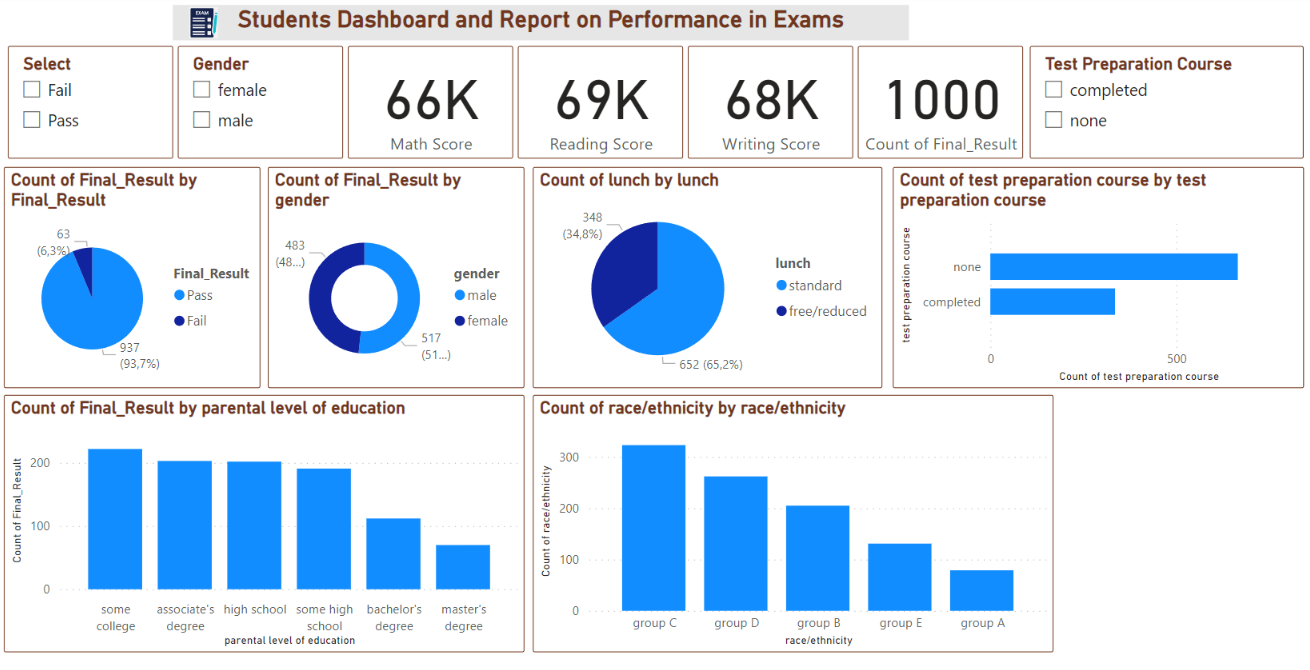 EXAM
Students Dashboard and Report on Performance in Exams
Select
Fail
Pass
Gender
female
male
66K
Math Score
69K
Reading Score
68K
Writing Score
1000
Count of Final_Result
Test Preparation Course
completed
none
Count of Final_Result by
Final_Result
63
(6,3%)
937
(93,7%)
Final_Result
Pass
Fail
Count of Final_Result by
gender
483
(48...)
517
(51...)
gender
male
female
Count of lunch by lunch
348
(34,8%)
652 (65,2%)
lunch
standard
free/reduced
Count of test preparation course by test
preparation course
test preparation course
none
completed
0
500
Count of test preparation course
Count of Final_Result by parental level of education
Count of Final_Result
200
100
0
some
college
associate's
degree
high school
some high
school
bachelor's
degree
master's
degree
parental level of education
Count of race/ethnicity by race/ethnicity
Count of race/ethnicity
300
200
100
0
group C
group D
group B
group E
group A
race/ethnicity